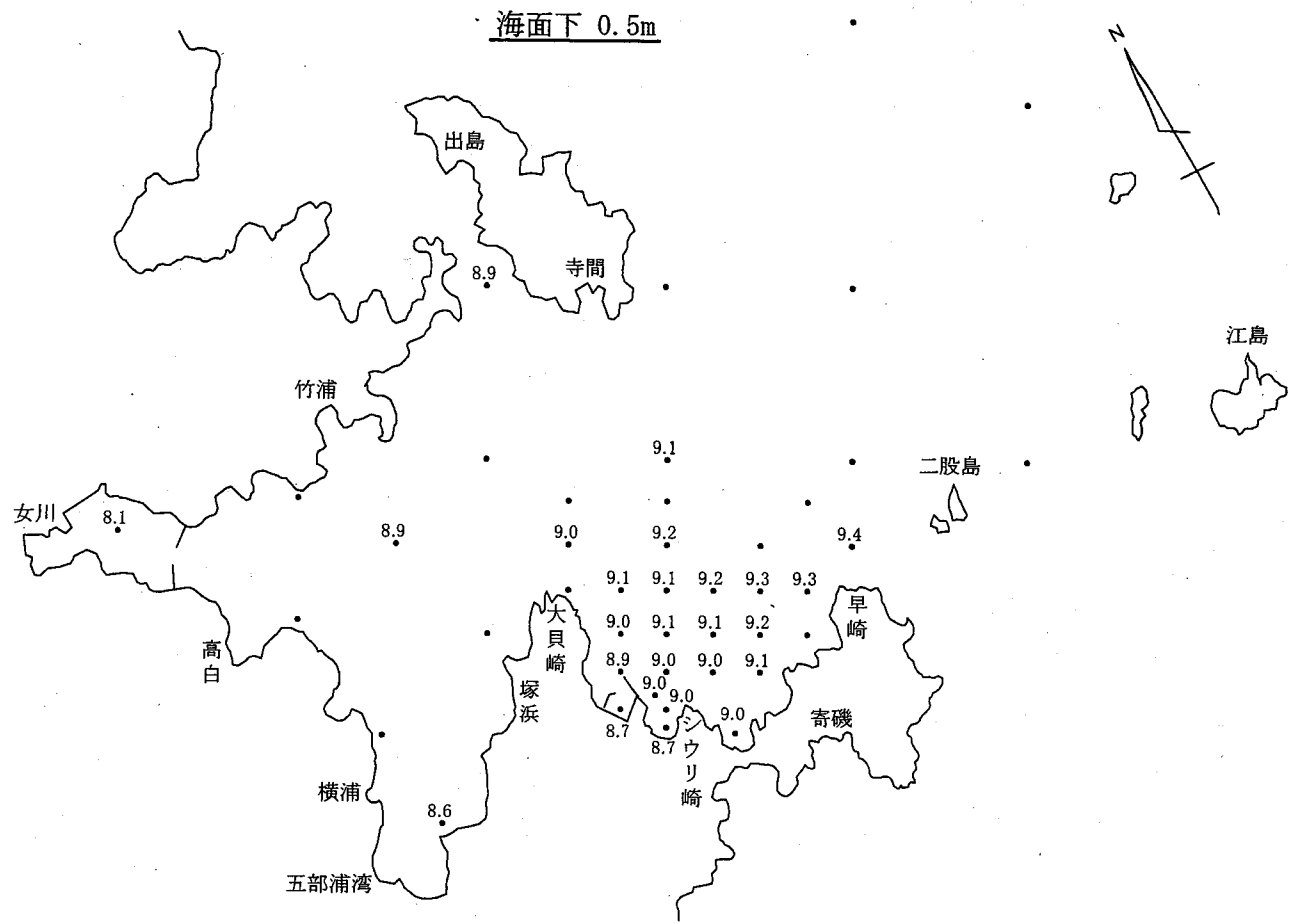 海面下 0.5m
N
出島
寺間
8.9
江島
竹浦
9.1
二股島
女川
8.1
8.9
9.0
9.2
9.4
9.1
9.1
9.2
9.3
9.3
大貝崎
早崎
9.0
9.1
9.1
9.2
高白
8.9
9.0
9.0
9.1
塚浜
9.0
9.0
8.7
8.7
シウリ崎
9.0
寄磯
横浦
8.6
五部浦湾